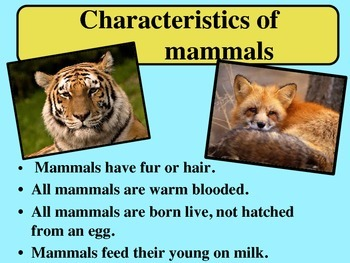 Characteristics of
mammals
• Mammals have fur or hair.
• All mammals are warm blooded.
• All mammals are born live, not hatched
from an egg.
• Mammals feed their young on milk.